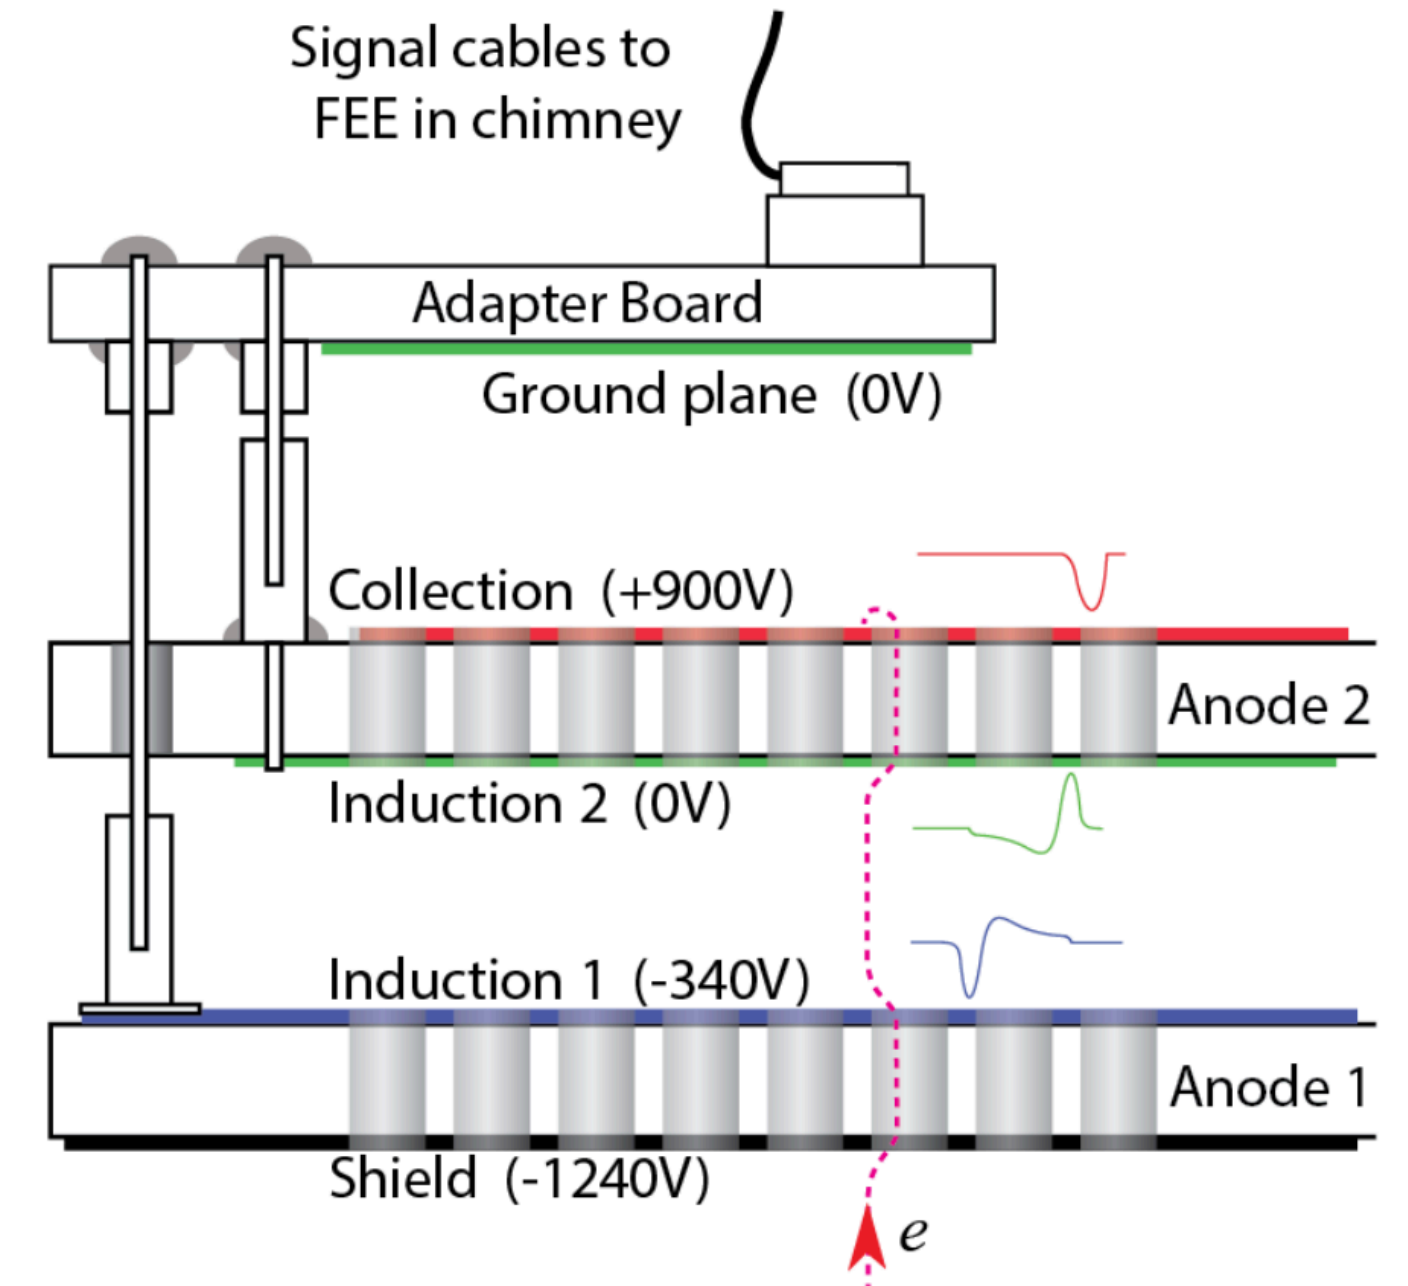 Signal cables to
FEE in chimney
Adapter Board
Ground plane (0V)
Collection (+900V)
Anode 2
Induction 2 (0V)
Induction 1 (-340V)
Anode 1
Shield (-1240V)
e